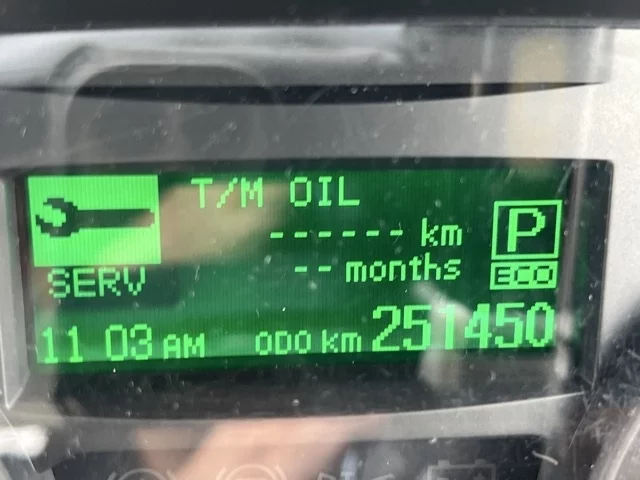 T/M OIL
------ km
-- months
P
ECO
SERV
11 03 AM ODO km 251450